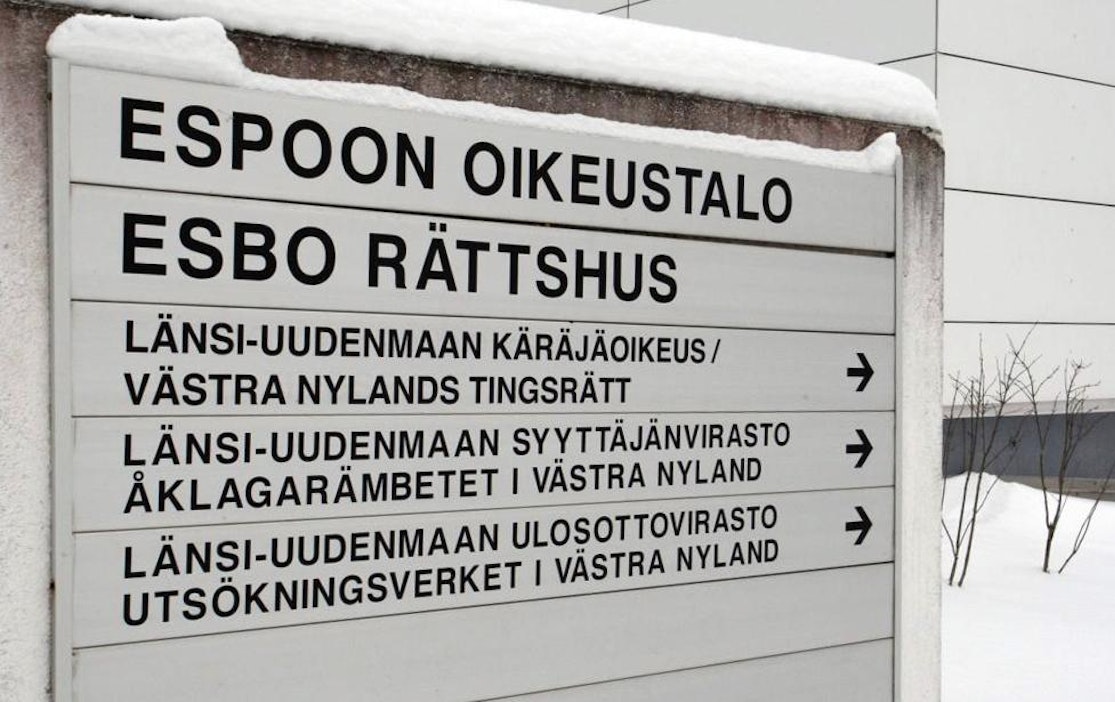 ESPOON OIKEUSTALO
ESBO RÄTTSHUS
LÄNSI-UUDENMAAN KÄRÄJÄOIKEUS /
VÄSTRA NYLANDS TINGSRÄTT
LÄNSI-UUDENMAAN SYYTTÄJÄNVIRASTO
ÅKLAGARÄMBETET I VÄSTRA NYLAND
LÄNSI-UUDENMAAN ULOSOTTOVIRASTO
UTSÖKNINGSVERKET I VÄSTRA NYLAND